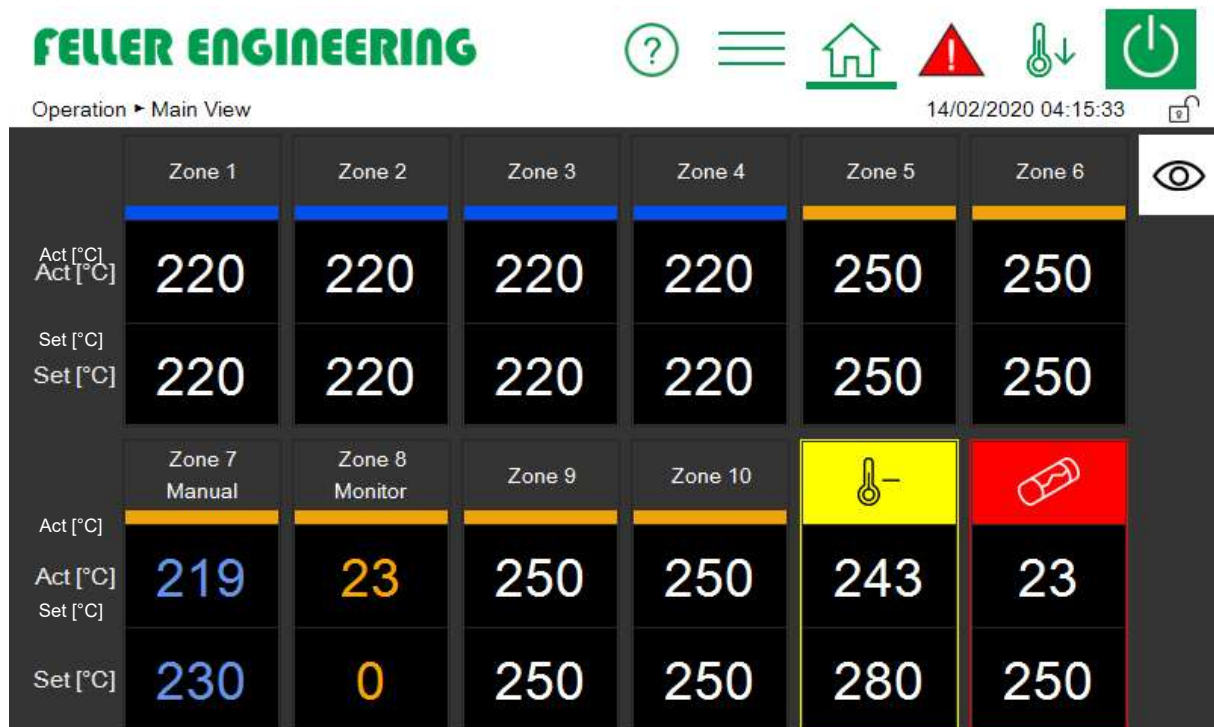 FELLER ENGINEERING
?
!
Operation ► Main View
14/02/2020 04:15:33
Zone 1 Zone 2 Zone 3 Zone 4 Zone 5 Zone 6
Act [°C]
Act [°C] 220 220 220 220 250 250
Set [°C]
Set [°C] 220 220 220 220 250 250
Zone 7 Manual Zone 8 Monitor Zone 9 Zone 10
Act [°C]
Act [°C] 219 23 250 250 243 23
Set [°C]
Set [°C] 230 0 250 250 280 250